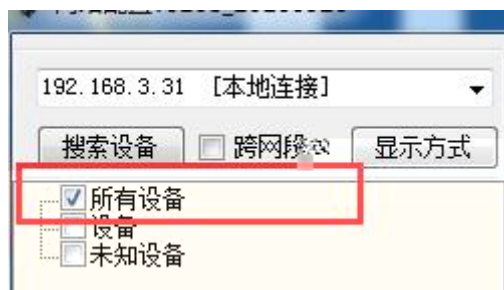 192.168.3.31 [本地连接]
搜索设备 跨网段 显示方式
所有设备
设备
未知设备